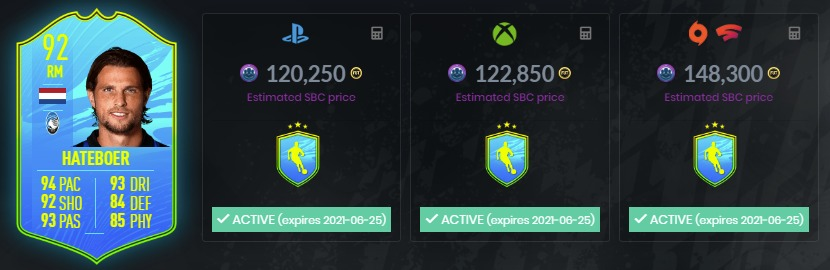 92
RM
HATEBOER
94 PAC 93 DRI
92 SHO 84 DEF
93 PAS 85 PHY
120,250
Estimated SBC price
ACTIVE (expires 2021-06-25)
122,850
Estimated SBC price
ACTIVE (expires 2021-06-25)
148,300
Estimated SBC price
ACTIVE (expires 2021-06-25)